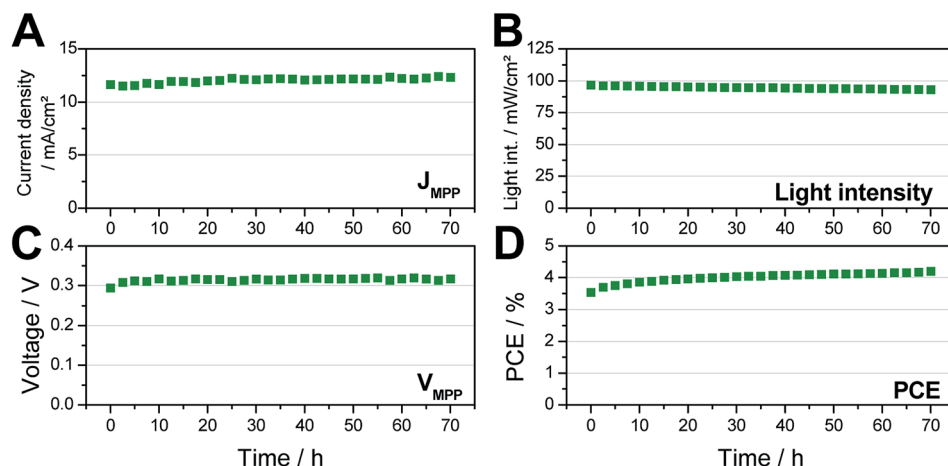 A
Current density
/ mA/cm²
15
10
5
0
0 10 20 30 40 50 60 70
J_MPP
B
Light int. / mW/cm²
125
100
75
50
25
0
0 10 20 30 40 50 60 70
Light intensity
C
Voltage / V
0.4
0.3
0.2
0.1
0.0
0 10 20 30 40 50 60 70
V_MPP
Time / h
D
PCE / %
5
4
3
2
1
0
0 10 20 30 40 50 60 70
PCE
Time / h